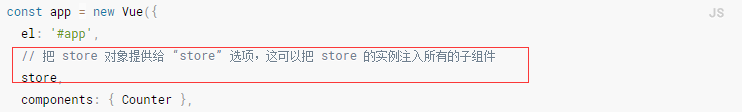 const app = new Vue({
JS
el: '#app',
// 把 store 对象提供给 “store” 选项，这可以把 store 的实例注入所有的子组件
store,
components: { Counter },